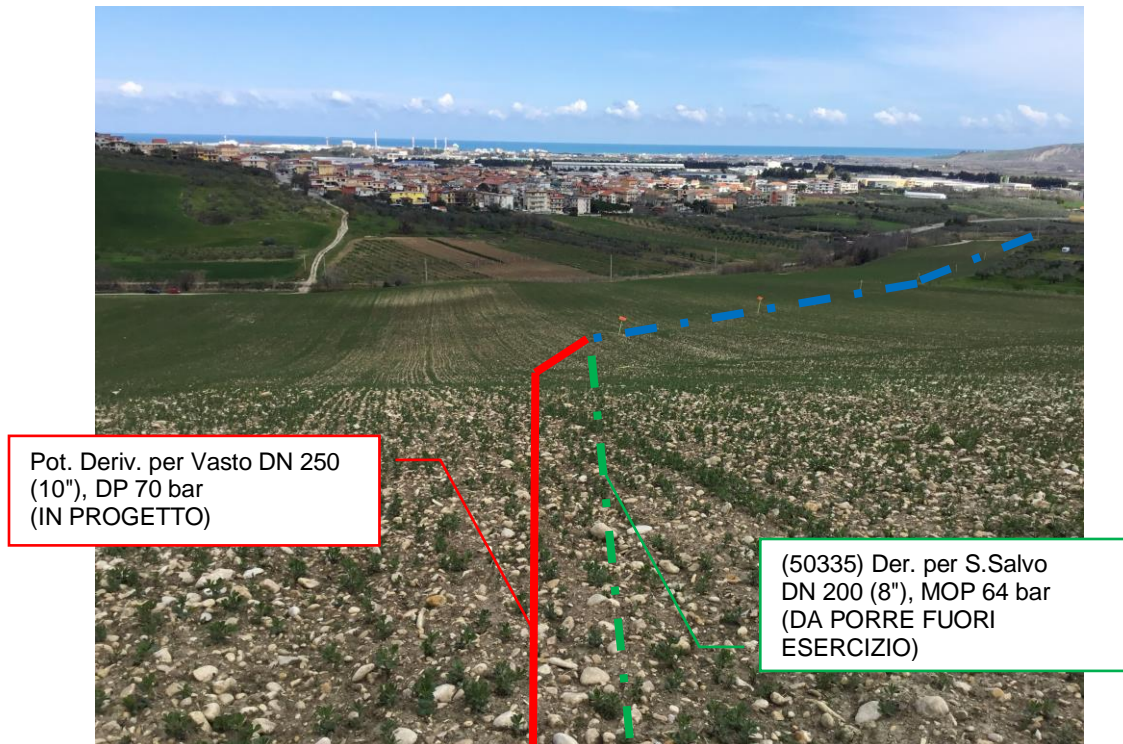 Pot. Deriv. per Vasto DN 250
(10"), DP 70 bar
(IN PROGETTO)
(50335) Der. per S.Salvo
DN 200 (8"), MOP 64 bar
(DA PORRE FUORI
ESERCIZIO)